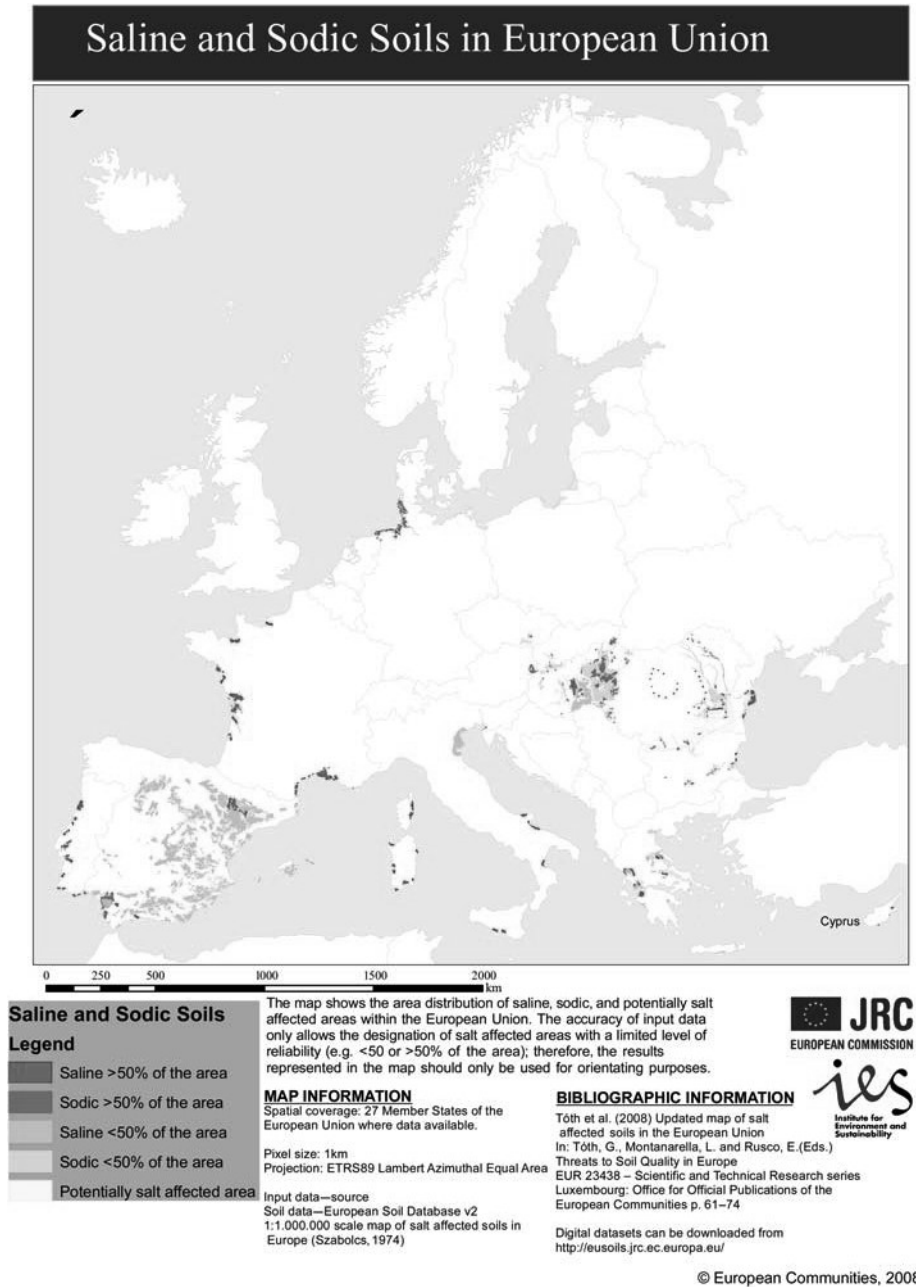 Saline and Sodic Soils in European Union
Cyprus
0 250 500 1000 1500 2000
km
Saline and Sodic Soils
Legend
Saline >50% of the area
Sodic >50% of the area
Saline <50% of the area
Sodic <50% of the area
Potentially salt affected area
The map shows the area distribution of saline, sodic, and potentially salt
affected areas within the European Union. The accuracy of input data
only allows the designation of salt affected areas with a limited level of
reliability (e.g. <50 or >50% of the area); therefore, the results
represented in the map should only be used for orientating purposes.
MAP INFORMATION
Spatial coverage: 27 Member States of the
European Union where data available.
Pixel size: 1km
Projection: ETRS89 Lambert Azimuthal Equal Area
Input data—source
Soil data—European Soil Database v2
1:1.000.000 scale map of salt affected soils in
Europe (Szabolcs, 1974)
BIBLIOGRAPHIC INFORMATION
Tóth et al. (2008) Updated map of salt
affected soils in the European Union
In: Tóth, G., Montanarella, L. and Rusco, E.(Eds.)
Threats to Soil Quality in Europe
EUR 23438 – Scientific and Technical Research series
Luxembourg: Office for Official Publications of the
European Communities p. 61–74
Digital datasets can be downloaded from
http://eusoils.jrc.ec.europa.eu/
JRC
EUROPEAN COMMISSION
ies
Institute for
Environment and
Sustainability
© European Communities, 2008